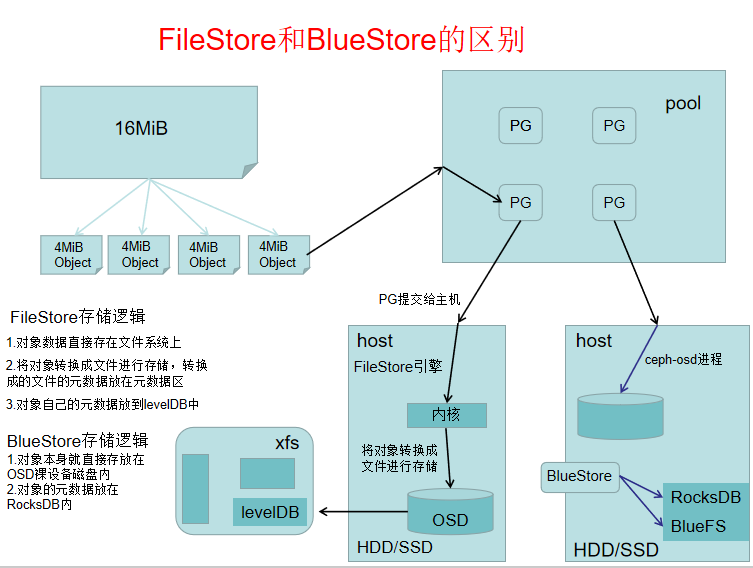 FileStore和BlueStore的区别
16MiB
pool
PG
PG
PG
PG
4MiB
Object
4MiB
Object
4MiB
Object
4MiB
Object
PG提交给主机
FileStore存储逻辑
1.对象数据直接存在文件系统上
2.将对象转换成文件进行存储，转换
成的文件的元数据放在元数据区
3.对象自己的元数据放到levelDB中
BlueStore存储逻辑
1.对象本身就直接存放在
OSD裸设备磁盘内
2.对象的元数据放在
RocksDB内
xfs
levelDB
host
FileStore引擎
内核
将对象转换成
文件进行存储
OSD
HDD/SSD
host
ceph-osd进程
BlueStore
RocksDB
BlueFS
HDD/SSD